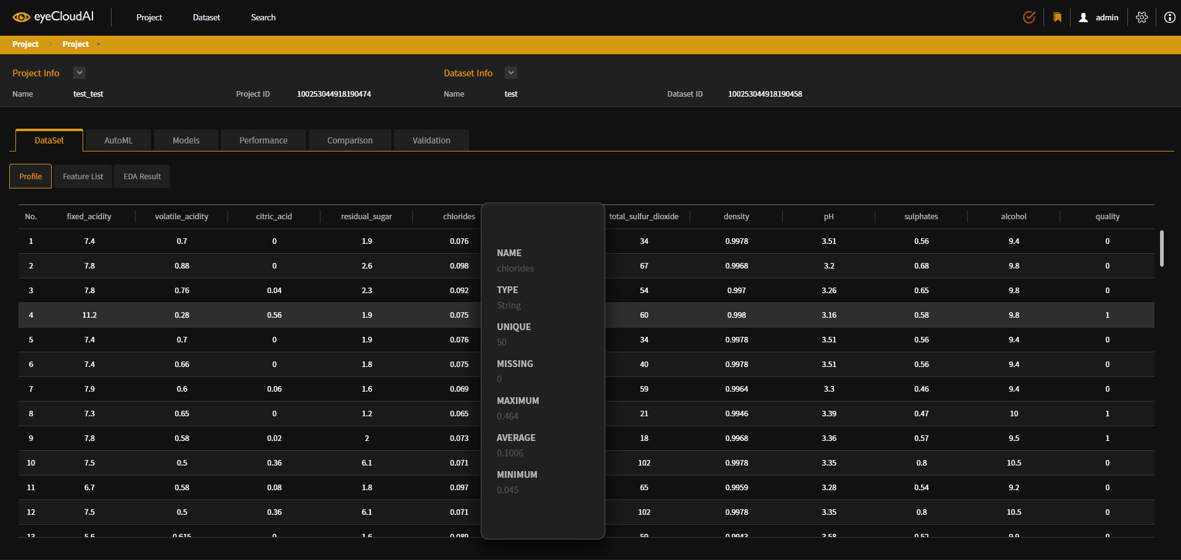 eyeCloudAI Project Dataset Search admin
Project Project
Project Info Dataset Info
Name test_test Project ID 100253044918190474 Name test Dataset ID 100253044918190458
DataSet AutoML Models Performance Comparison Validation
Profile Feature List EDA Result
No. fixed_acidity volatile_acidity citric_acid residual_sugar chlorides total_sulfur_dioxide density pH sulphates alcohol quality
1 7.4 0.7 0 1.9 0.076 34 0.9978 3.51 0.56 9.4 0
2 7.8 0.88 0 2.6 0.098 67 0.9968 3.2 0.68 9.8 0
3 7.8 0.76 0.04 2.3 0.092 54 0.997 3.26 0.65 9.8 0
4 11.2 0.28 0.56 1.9 0.075 60 0.998 3.16 0.58 9.8 1
5 7.4 0.7 0 1.9 0.076 34 0.9978 3.51 0.56 9.4 0
6 7.4 0.66 0 1.8 0.075 40 0.9978 3.51 0.56 9.4 0
7 7.9 0.6 0.06 1.6 0.069 59 0.9964 3.3 0.46 9.4 0
8 7.3 0.65 0 1.2 0.065 21 0.9946 3.39 0.47 10 1
9 7.8 0.58 0.02 2 0.073 18 0.9968 3.36 0.57 9.5 1
10 7.5 0.5 0.36 6.1 0.071 102 0.9978 3.35 0.8 10.5 0
11 6.7 0.58 0.08 1.8 0.097 65 0.9959 3.28 0.54 9.2 0
12 7.5 0.5 0.36 6.1 0.071 102 0.9978 3.35 0.8 10.5 0
13 5.6 0.615 0 1.6 0.089 59 0.9943 3.58 0.52 9.9 0
NAME
chlorides
TYPE
String
UNIQUE
50
MISSING
0
MAXIMUM
0.464
AVERAGE
0.1006
MINIMUM
0.045